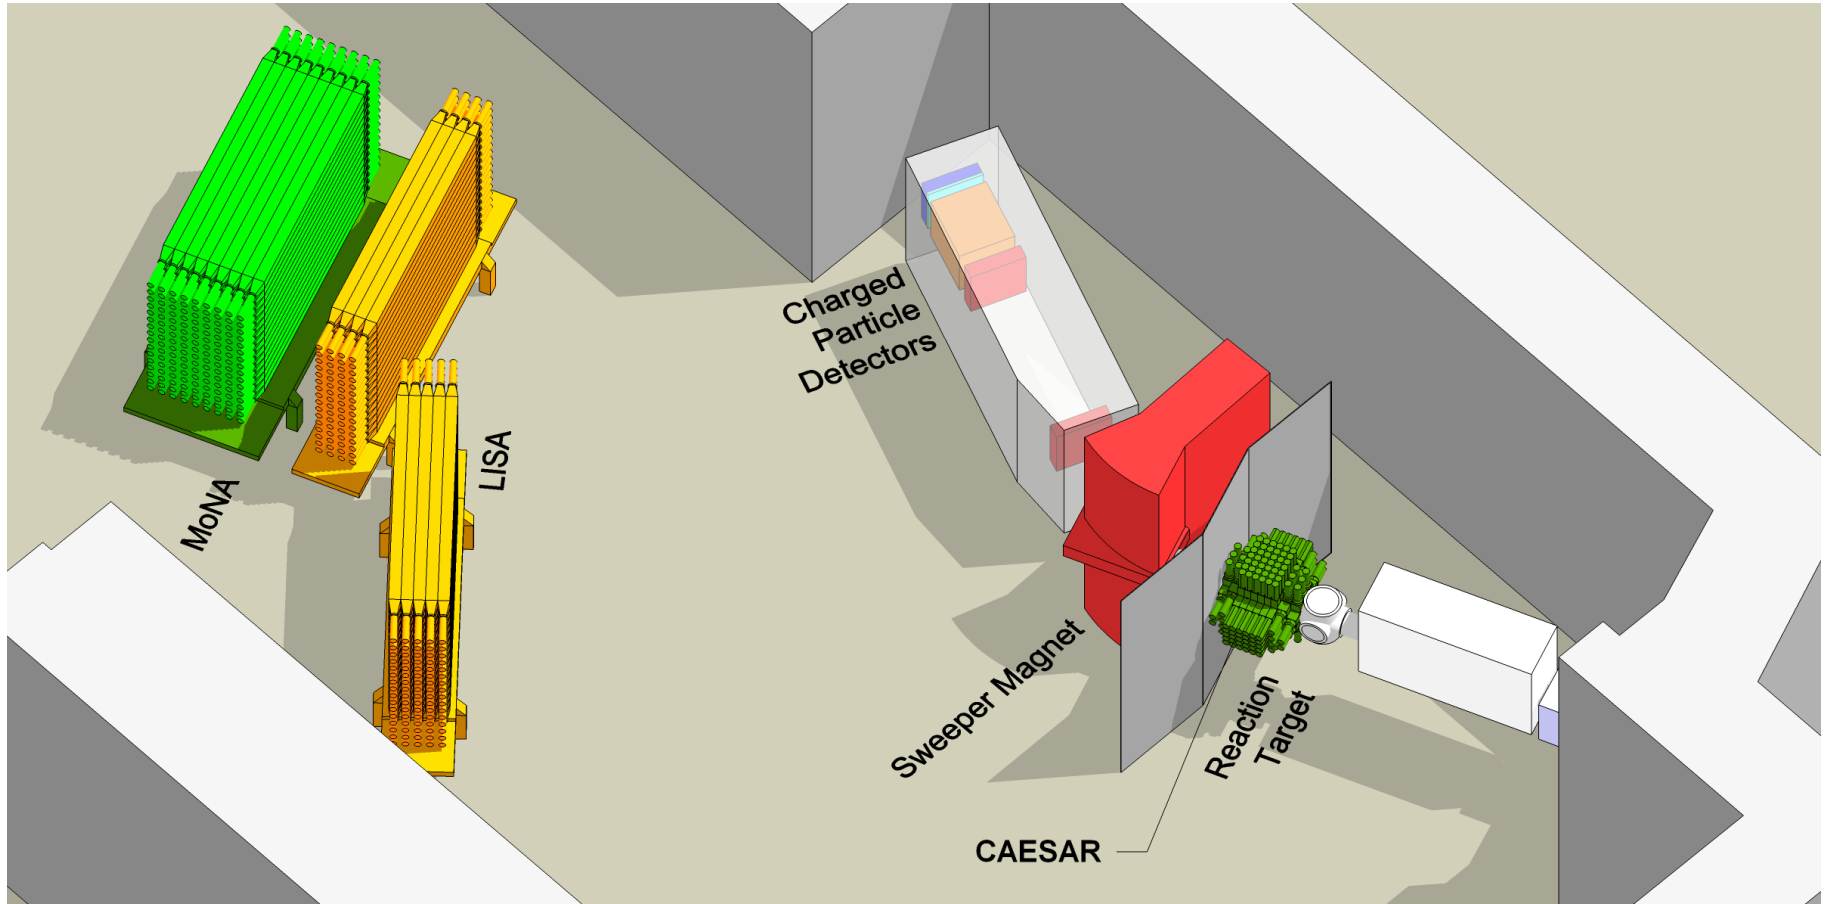 Charged
Particle
Detectors
MoNA
LISA
Sweeper Magnet
Reaction
Target
CAESAR